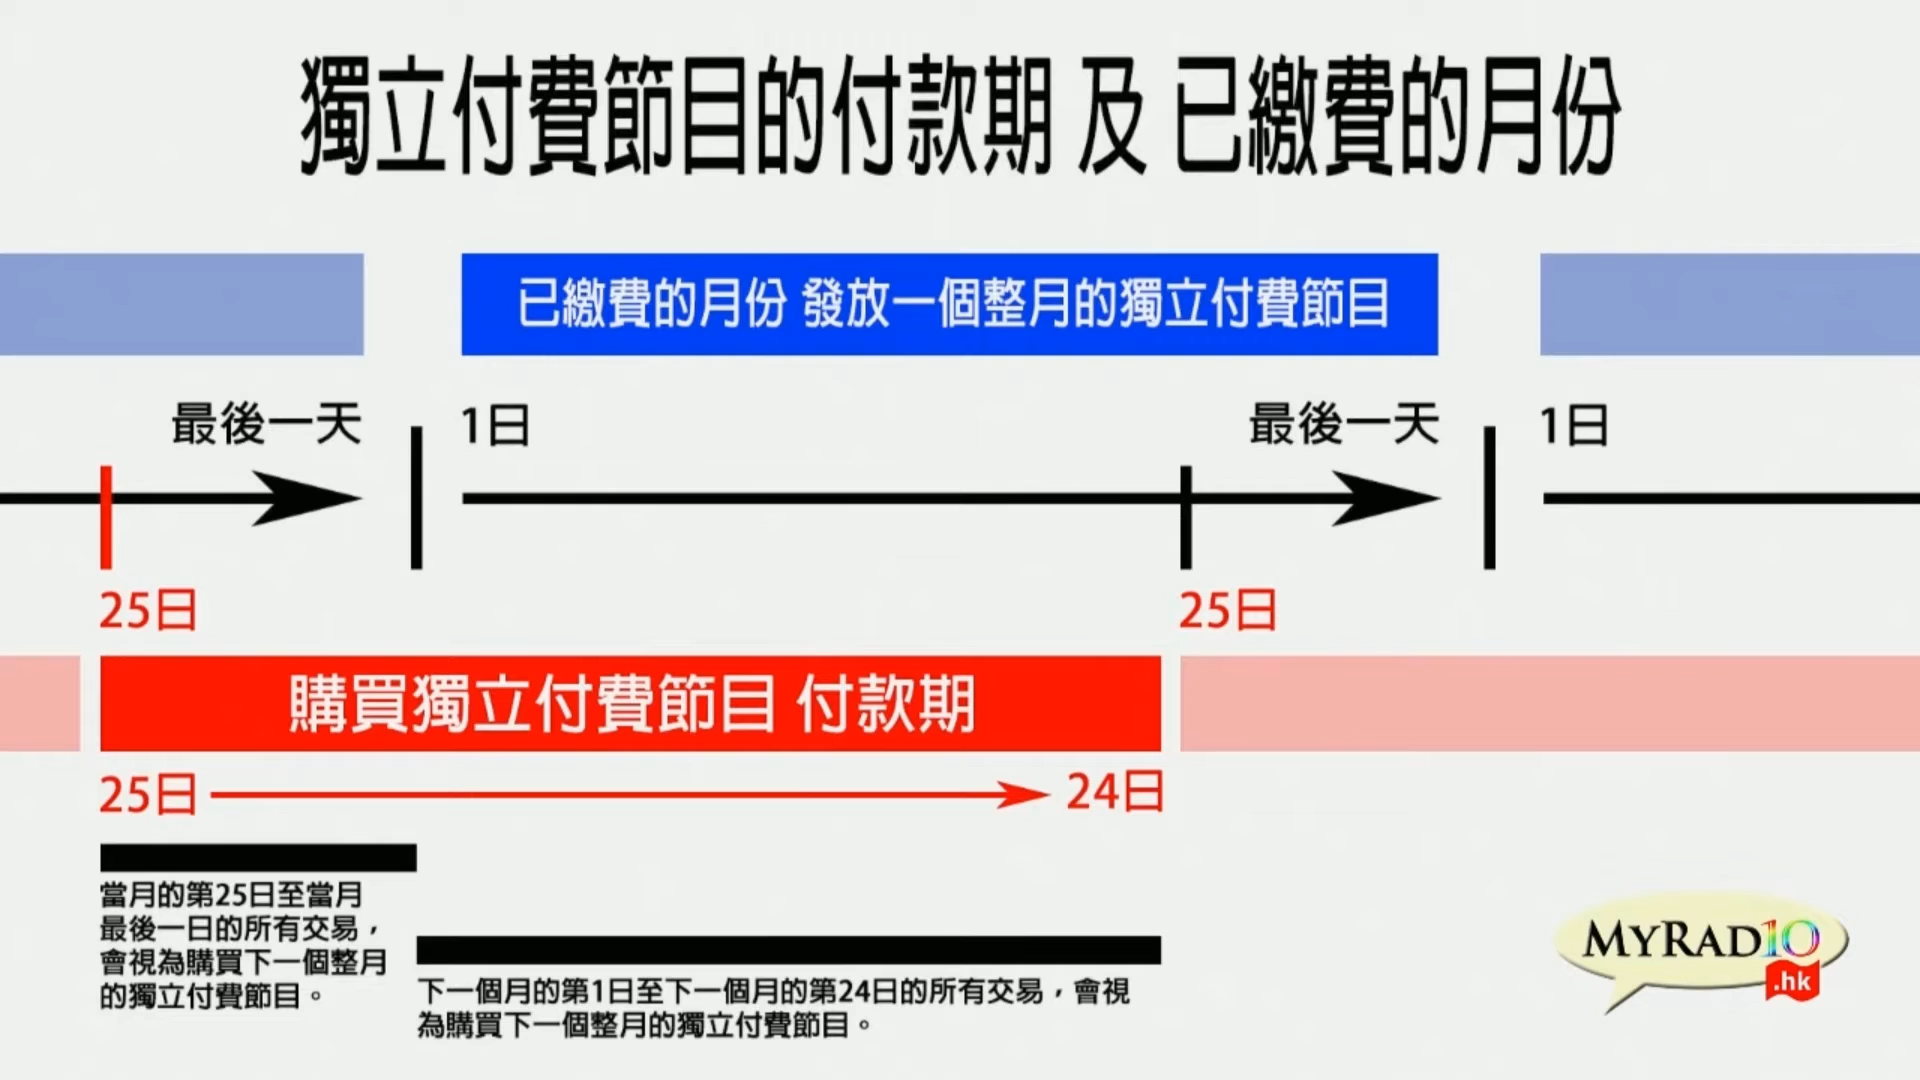 獨立付費節目的付款期 及 已繳費的月份
已繳費的月份 發放一個整月的獨立付費節目
最後一天
1日
最後一天
1日
25日
25日
購買獨立付費節目 付款期
25日
24日
當月的第25日至當月
最後一日的所有交易，
會視為購買下一個整月
的獨立付費節目。
下一個月的第1日至下一個月的第24日的所有交易，會視
為購買下一個整月的獨立付費節目。
MYRAD10
.hk